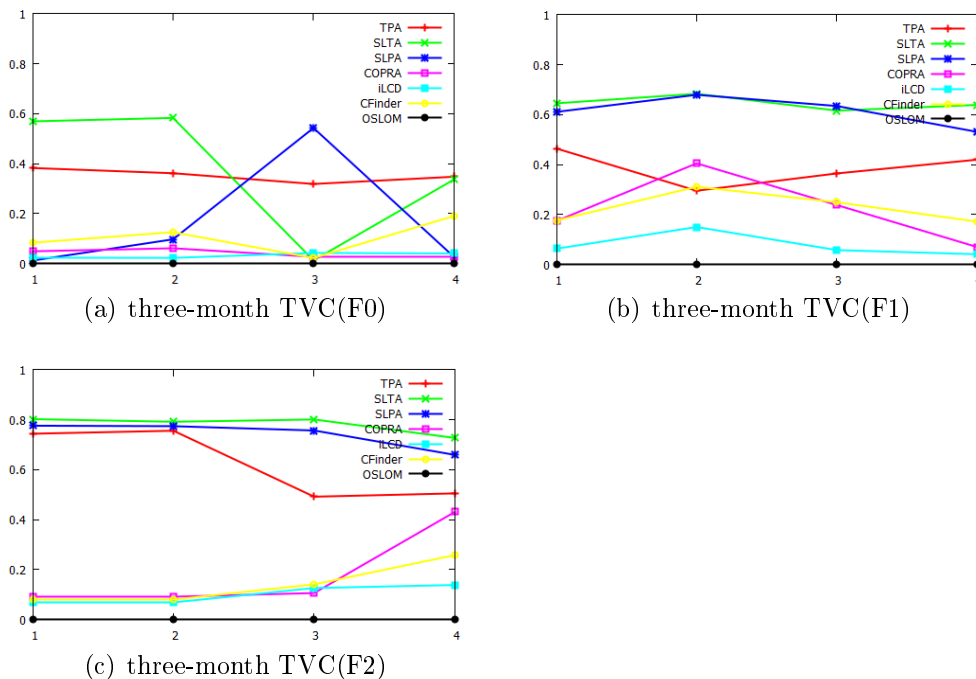 1
0.8
0.6
0.4
0.2
0
1
2
3
4
TPA
SLTA
SLPA
COPRA
iLCD
CFinder
OSLOM
(a) three-month TVC(F0)
1
0.8
0.6
0.4
0.2
0
1
2
3
4
TPA
SLTA
SLPA
COPRA
iLCD
CFinder
OSLOM
(b) three-month TVC(F1)
1
0.8
0.6
0.4
0.2
0
1
2
3
4
TPA
SLTA
SLPA
COPRA
iLCD
CFinder
OSLOM
(c) three-month TVC(F2)